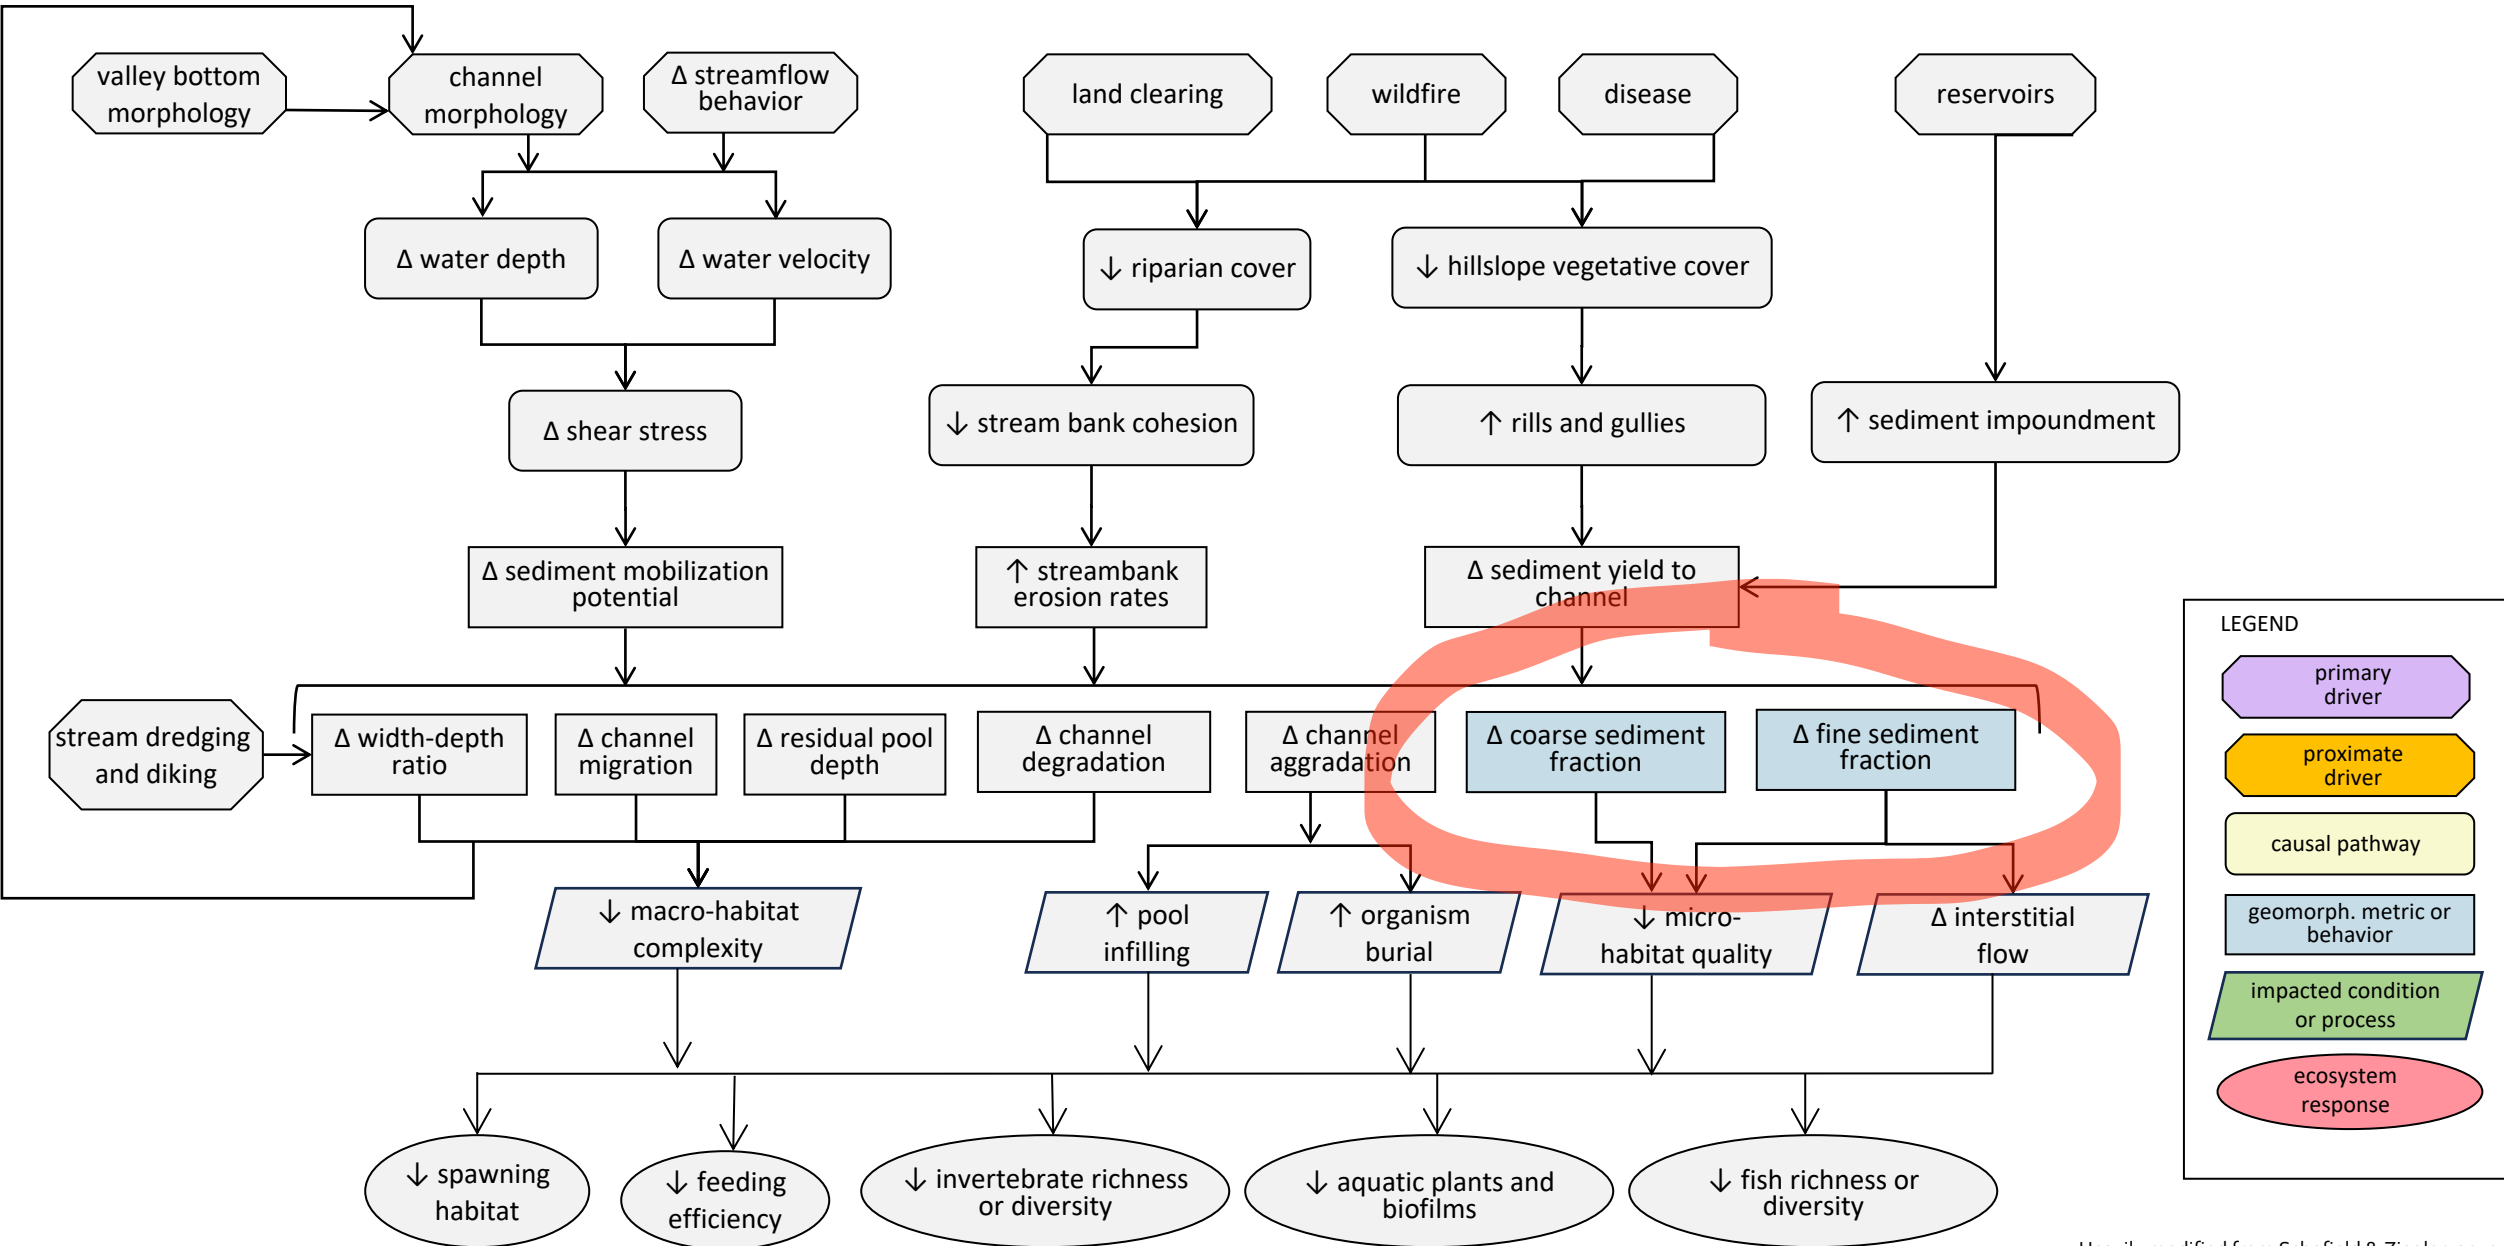 valley bottom
morphology
channel
morphology
Δ streamflow
behavior
land clearing
wildfire
disease
reservoirs
Δ water depth
Δ water velocity
↓ riparian cover
↓ hillslope vegetative cover
Δ shear stress
↓ stream bank cohesion
↑ rills and gullies
↑ sediment impoundment
Δ sediment mobilization
potential
↑ streambank
erosion rates
Δ sediment yield to
channel
stream dredging
and diking
Δ width-depth
ratio
Δ channel
migration
Δ residual pool
depth
Δ channel
degradation
Δ channel
aggradation
Δ coarse sediment
fraction
Δ fine sediment
fraction
↓ macro-habitat
complexity
↑ pool
infilling
↑ organism
burial
↓ micro-
habitat quality
Δ interstitial
flow
↓ spawning
habitat
↓ feeding
efficiency
↓ invertebrate richness
or diversity
↓ aquatic plants and
biofilms
↓ fish richness or
diversity
LEGEND
primary
driver
proximate
driver
causal pathway
geomorph. metric or
behavior
impacted condition
or process
ecosystem
response